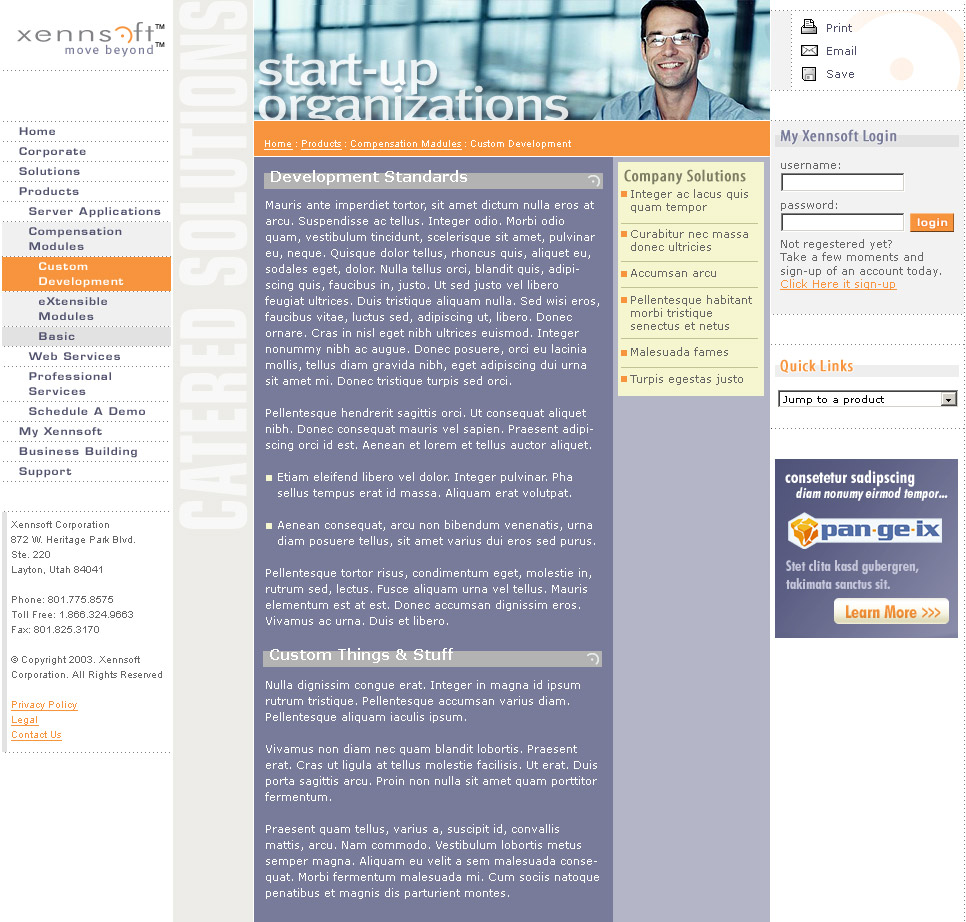 xennsoft™
move beyond™
Home
Corporate
Solutions
Products
Server Applications
Compensation
Modules
Custom
Development
eXtensible
Modules
Basic
Web Services
Professional
Services
Schedule A Demo
My Xennsoft
Business Building
Support
Xennsoft Corporation
872 W. Heritage Park Blvd.
Ste. 220
Layton, Utah 84041
Phone: 801.775.8575
Toll Free: 1.866.324.9663
Fax: 801.825.3170
© Copyright 2003. Xennsoft
Corporation. All Rights Reserved
Privacy Policy
Legal
Contact Us
CATERED SOLUTIONS
start-up
organizations
Home : Products : Compensation Madules : Custom Development
Development Standards
Mauris ante imperdiet tortor, sit amet dictum nulla eros at
arcu. Suspendisse ac tellus. Integer odio. Morbi odio
quam, vestibulum tincidunt, scelerisque sit amet, pulvinar
eu, neque. Quisque dolor tellus, rhoncus quis, aliquet eu,
sodales eget, dolor. Nulla tellus orci, blandit quis, adipi-
scing quis, faucibus in, justo. Ut sed justo vel libero
feugiat ultrices. Duis tristique aliquam nulla. Sed wisi eros,
faucibus vitae, luctus sed, adipiscing ut, libero. Donec
ornare. Cras in nisl eget nibh ultrices euismod. Integer
nonummy nibh ac augue. Donec posuere, orci eu lacinia
mollis, tellus diam gravida nibh, eget adipiscing dui urna
sit amet mi. Donec tristique turpis sed orci.
Pellentesque hendrerit sagittis orci. Ut consequat aliquet
nibh. Donec consequat mauris vel sapien. Praesent adipi-
scing orci id est. Aenean et lorem et tellus auctor aliquet.
Etiam eleifend libero vel dolor. Integer pulvinar. Pha
sellus tempus erat id massa. Aliquam erat volutpat.
Aenean consequat, arcu non bibendum venenatis, urna
diam posuere tellus, sit amet varius dui eros sed purus.
Pellentesque tortor risus, condimentum eget, molestie in,
rutrum sed, lectus. Fusce aliquam urna vel tellus. Mauris
elementum est at est. Donec accumsan dignissim eros.
Vivamus ac urna. Duis et libero.
Custom Things & Stuff
Nulla dignissim congue erat. Integer in magna id ipsum
rutrum tristique. Pellentesque accumsan varius diam.
Pellentesque aliquam iaculis ipsum.
Vivamus non diam nec quam blandit lobortis. Praesent
erat. Cras ut ligula at tellus molestie facilisis. Ut erat. Duis
porta sagittis arcu. Proin non nulla sit amet quam porttitor
fermentum.
Praesent quam tellus, varius a, suscipit id, convallis
mattis, arcu. Nam commodo. Vestibulum lobortis metus
semper magna. Aliquam eu velit a sem malesuada conse-
quat. Morbi fermentum malesuada mi. Cum sociis natoque
penatibus et magnis dis parturient montes.
Company Solutions
Integer ac lacus quis
quam tempor
Curabitur nec massa
donec ultricies
Accumsan arcu
Pellentesque habitant
morbi tristique
senectus et netus
Malesuada fames
Turpis egestas justo
Print
Email
Save
My Xennsoft Login
username:
password:
login
Not regestered yet?
Take a few moments and
sign-up of an account today.
Click Here it sign-up
Quick Links
Jump to a product
consetetur sadipscing
diam nonumy eirmod tempor...
pan·ge·ix
Stet clita kasd gubergren,
takimata sanctus sit.
Learn More >>>